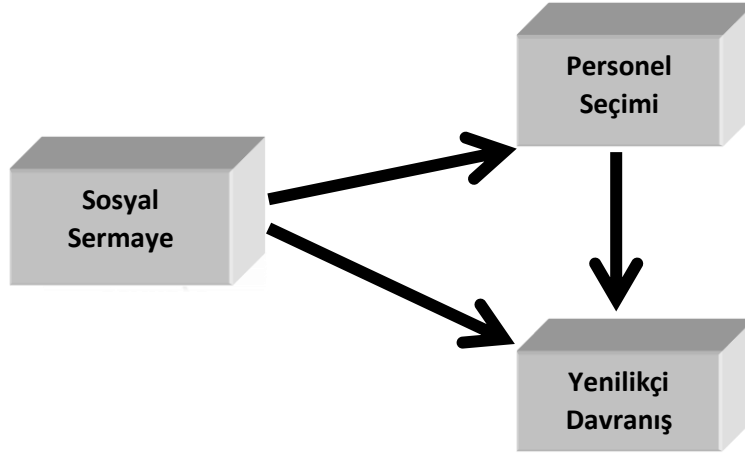 Personel
Seçimi
Sosyal
Sermaye
Yenilikçi
Davranış